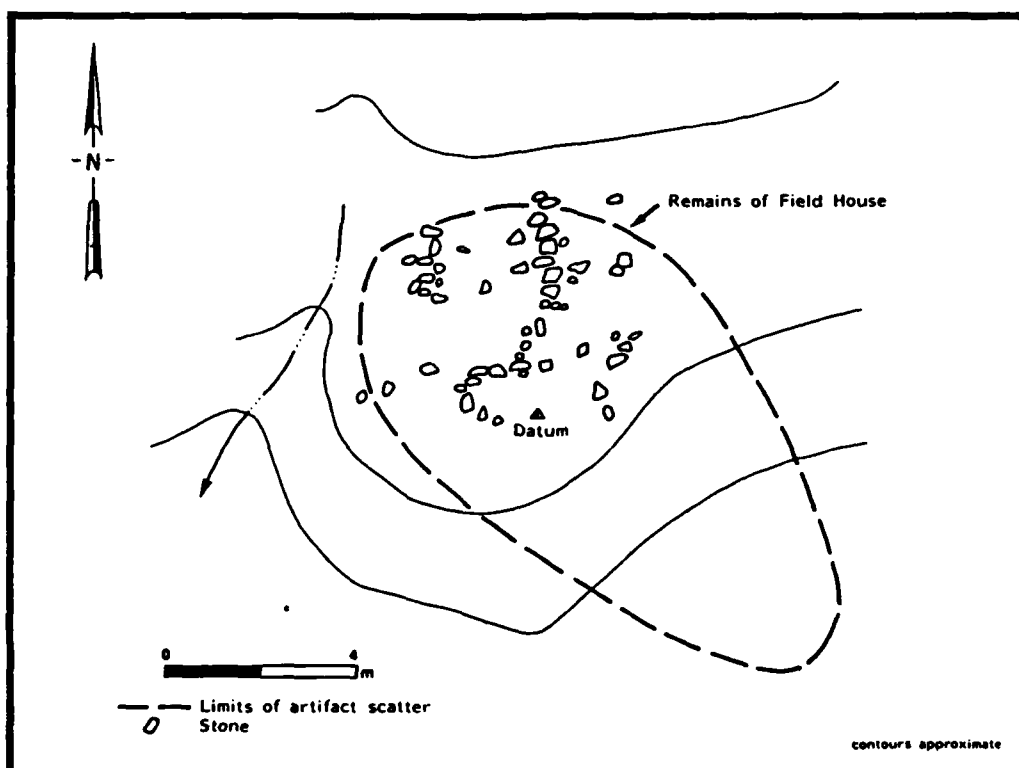 -N-
Remains of Field House
Datum
0 4
m
Limits of artifact scatter
Stone
contours approximate